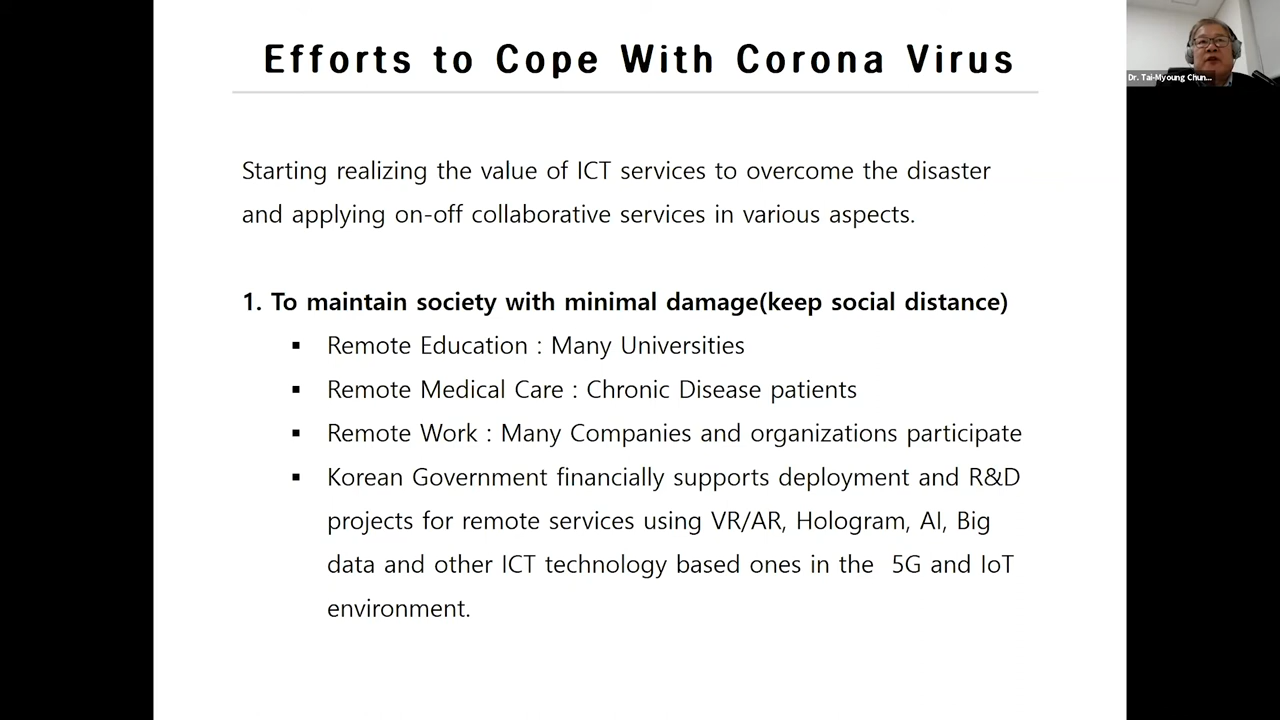 Efforts to Cope With Corona Virus
Dr. Tai-Myoung Chun...
Starting realizing the value of ICT services to overcome the disaster
and applying on-off collaborative services in various aspects.
1. To maintain society with minimal damage(keep social distance)
▪ Remote Education : Many Universities
▪ Remote Medical Care : Chronic Disease patients
▪ Remote Work : Many Companies and organizations participate
▪ Korean Government financially supports deployment and R&D
projects for remote services using VR/AR, Hologram, AI, Big
data and other ICT technology based ones in the 5G and IoT
environment.